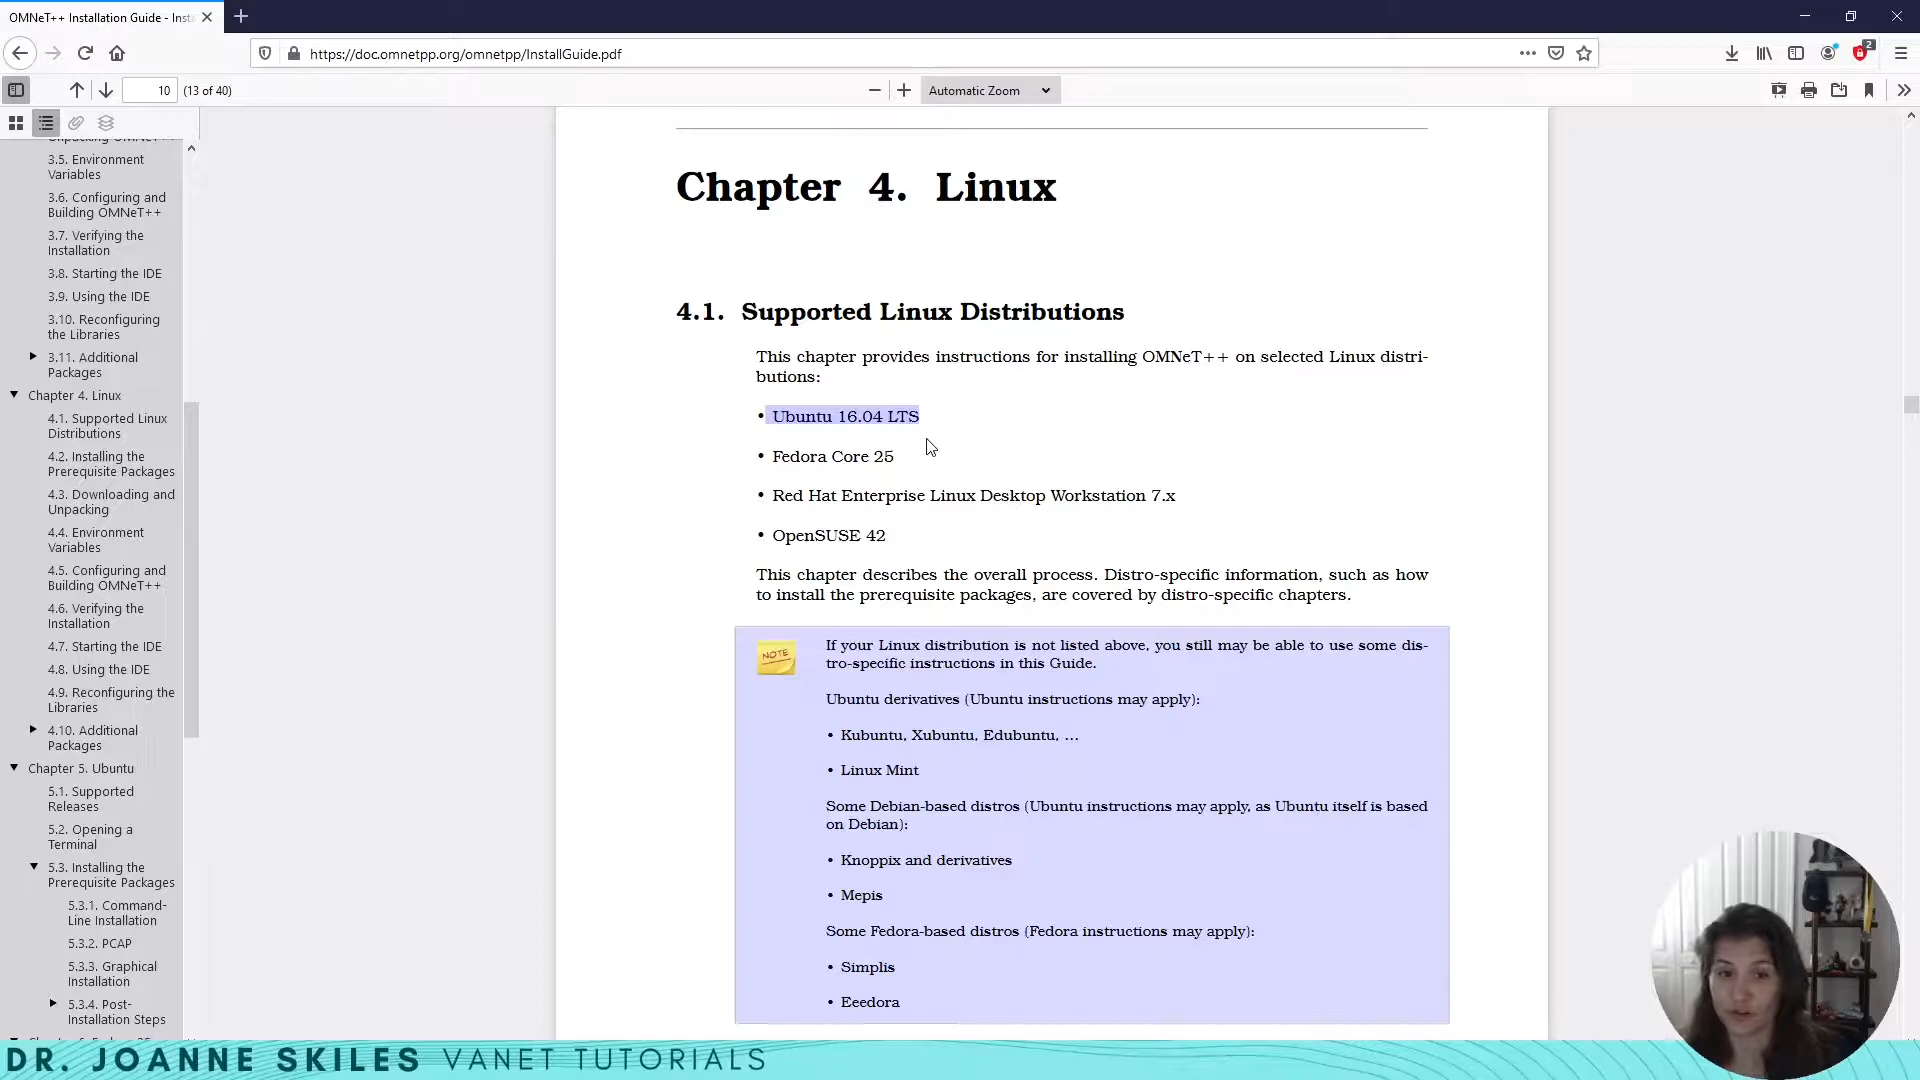 OMNeT++ Installation Guide - Inst
https://doc.omnetpp.org/omnetpp/InstallGuide.pdf
2
10 (13 of 40)
Automatic Zoom
3.5. Environment
Variables
3.6. Configuring and
Building OMNeT++
3.7. Verifying the
Installation
3.8. Starting the IDE
3.9. Using the IDE
3.10. Reconfiguring
the Libraries
3.11. Additional
Packages
Chapter 4. Linux
4.1. Supported Linux
Distributions
4.2. Installing the
Prerequisite Packages
4.3. Downloading and
Unpacking
4.4. Environment
Variables
4.5. Configuring and
Building OMNeT++
4.6. Verifying the
Installation
4.7. Starting the IDE
4.8. Using the IDE
4.9. Reconfiguring the
Libraries
4.10. Additional
Packages
Chapter 5. Ubuntu
5.1. Supported
Releases
5.2. Opening a
Terminal
5.3. Installing the
Prerequisite Packages
5.3.1. Command-
Line Installation
5.3.2. PCAP
5.3.3. Graphical
Installation
5.3.4. Post-
Installation Steps
Chapter 4. Linux
4.1. Supported Linux Distributions
This chapter provides instructions for installing OMNeT++ on selected Linux distri-
butions:
• Ubuntu 16.04 LTS
• Fedora Core 25
• Red Hat Enterprise Linux Desktop Workstation 7.x
• OpenSUSE 42
This chapter describes the overall process. Distro-specific information, such as how
to install the prerequisite packages, are covered by distro-specific chapters.
NOTE
If your Linux distribution is not listed above, you still may be able to use some dis-
tro-specific instructions in this Guide.
Ubuntu derivatives (Ubuntu instructions may apply):
• Kubuntu, Xubuntu, Edubuntu, …
• Linux Mint
Some Debian-based distros (Ubuntu instructions may apply, as Ubuntu itself is based
on Debian):
• Knoppix and derivatives
• Mepis
Some Fedora-based distros (Fedora instructions may apply):
• Simplis
• Eeedora
DR. JOANNE SKILES VANET TUTORIALS